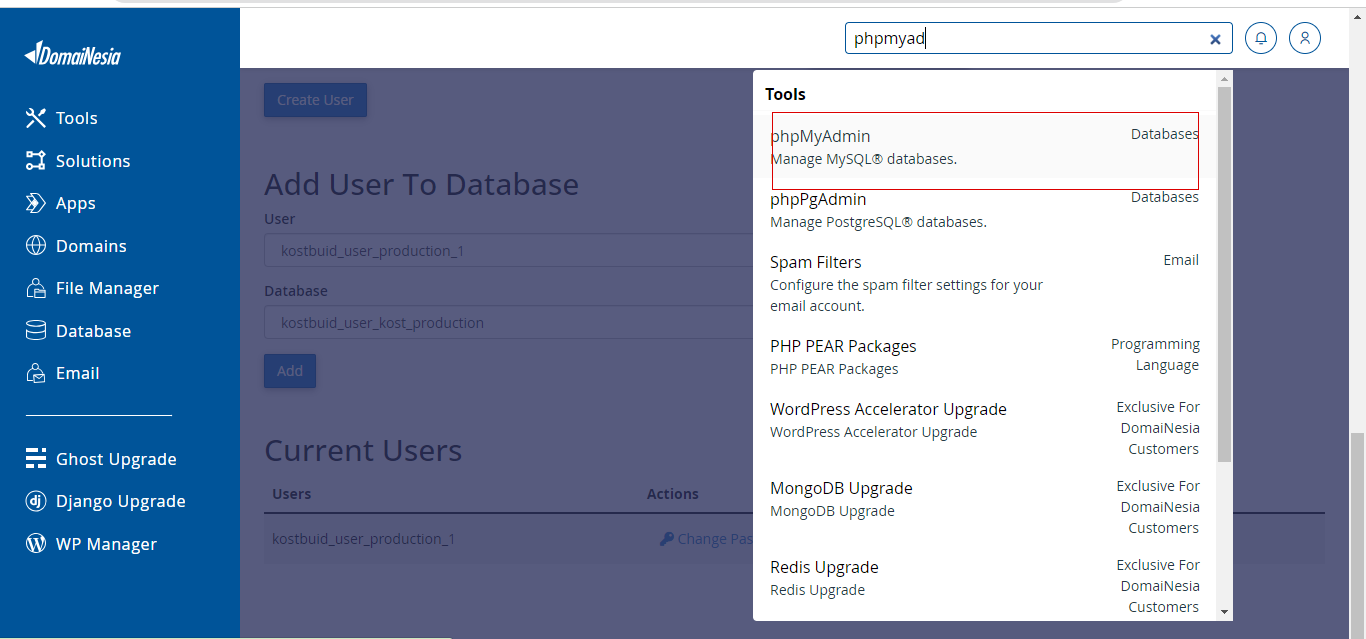 DomaiNesia
Tools
Solutions
Apps
Domains
File Manager
Database
Email
Ghost Upgrade
Django Upgrade
WP Manager
phpmyad
Create User
Add User To Database
User
kostbuid_user_production_1
Database
kostbuid_user_kost_production
Add
Current Users
Users Actions
kostbuid_user_production_1 Change Pas
Tools
phpMyAdmin Databases
Manage MySQL® databases.
phpPgAdmin Databases
Manage PostgreSQL® databases.
Spam Filters Email
Configure the spam filter settings for your
email account.
PHP PEAR Packages Programming
PHP PEAR Packages Language
WordPress Accelerator Upgrade Exclusive For
WordPress Accelerator Upgrade DomaiNesia
Customers
MongoDB Upgrade Exclusive For
MongoDB Upgrade DomaiNesia
Customers
Redis Upgrade Exclusive For
Redis Upgrade DomaiNesia
Customers